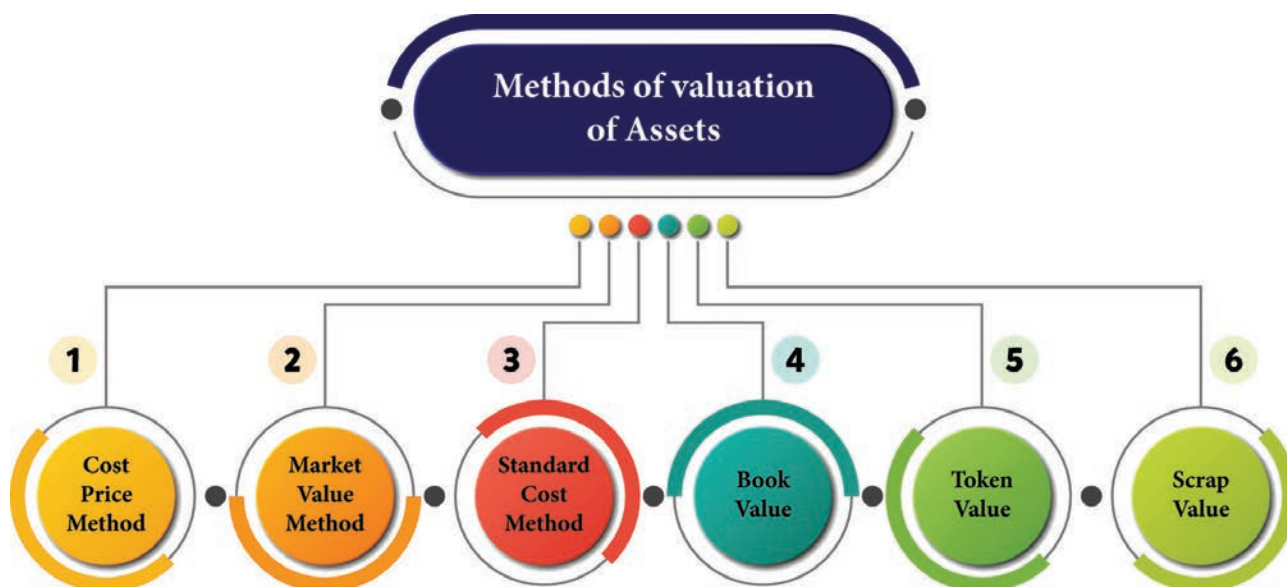 Methods of valuation
of Assets
1
2
3
4
5
6
Cost
Price
Method
Market
Value
Method
Standard
Cost
Method
Book
Value
Token
Value
Scrap
Value